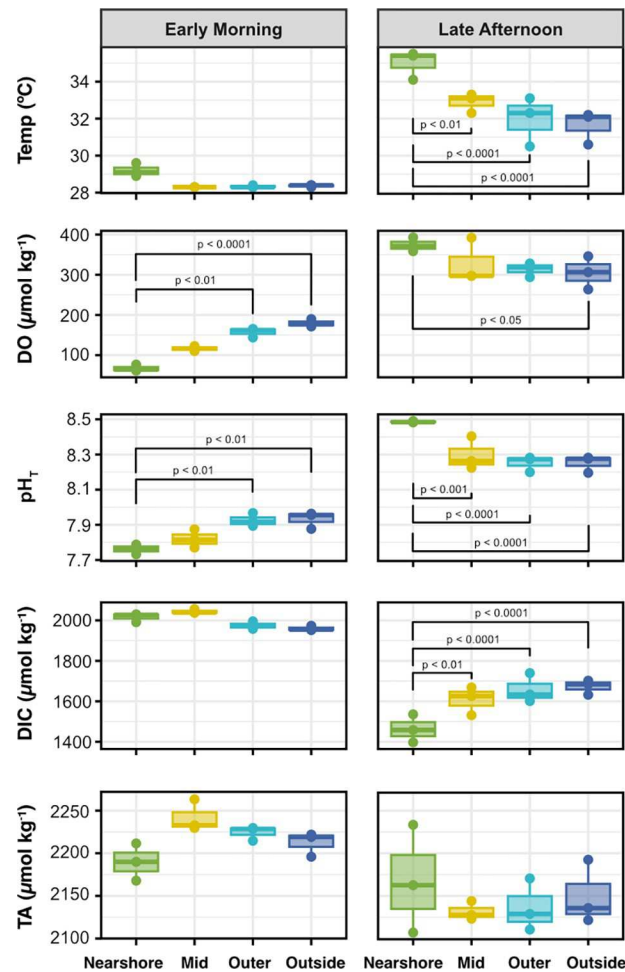 Early Morning Late Afternoon
Temp (°C)
34
32
30
28
p < 0.01
p < 0.0001
p < 0.0001
DO (µmol kg⁻¹)
400
300
200
100
p < 0.0001
p < 0.01
p < 0.05
pH_T
8.5
8.3
8.1
7.9
7.7
p < 0.01
p < 0.01
p < 0.001
p < 0.0001
p < 0.0001
DIC (µmol kg⁻¹)
2000
1800
1600
1400
p < 0.0001
p < 0.0001
p < 0.01
TA (µmol kg⁻¹)
2250
2200
2150
2100
Nearshore Mid Outer Outside Nearshore Mid Outer Outside